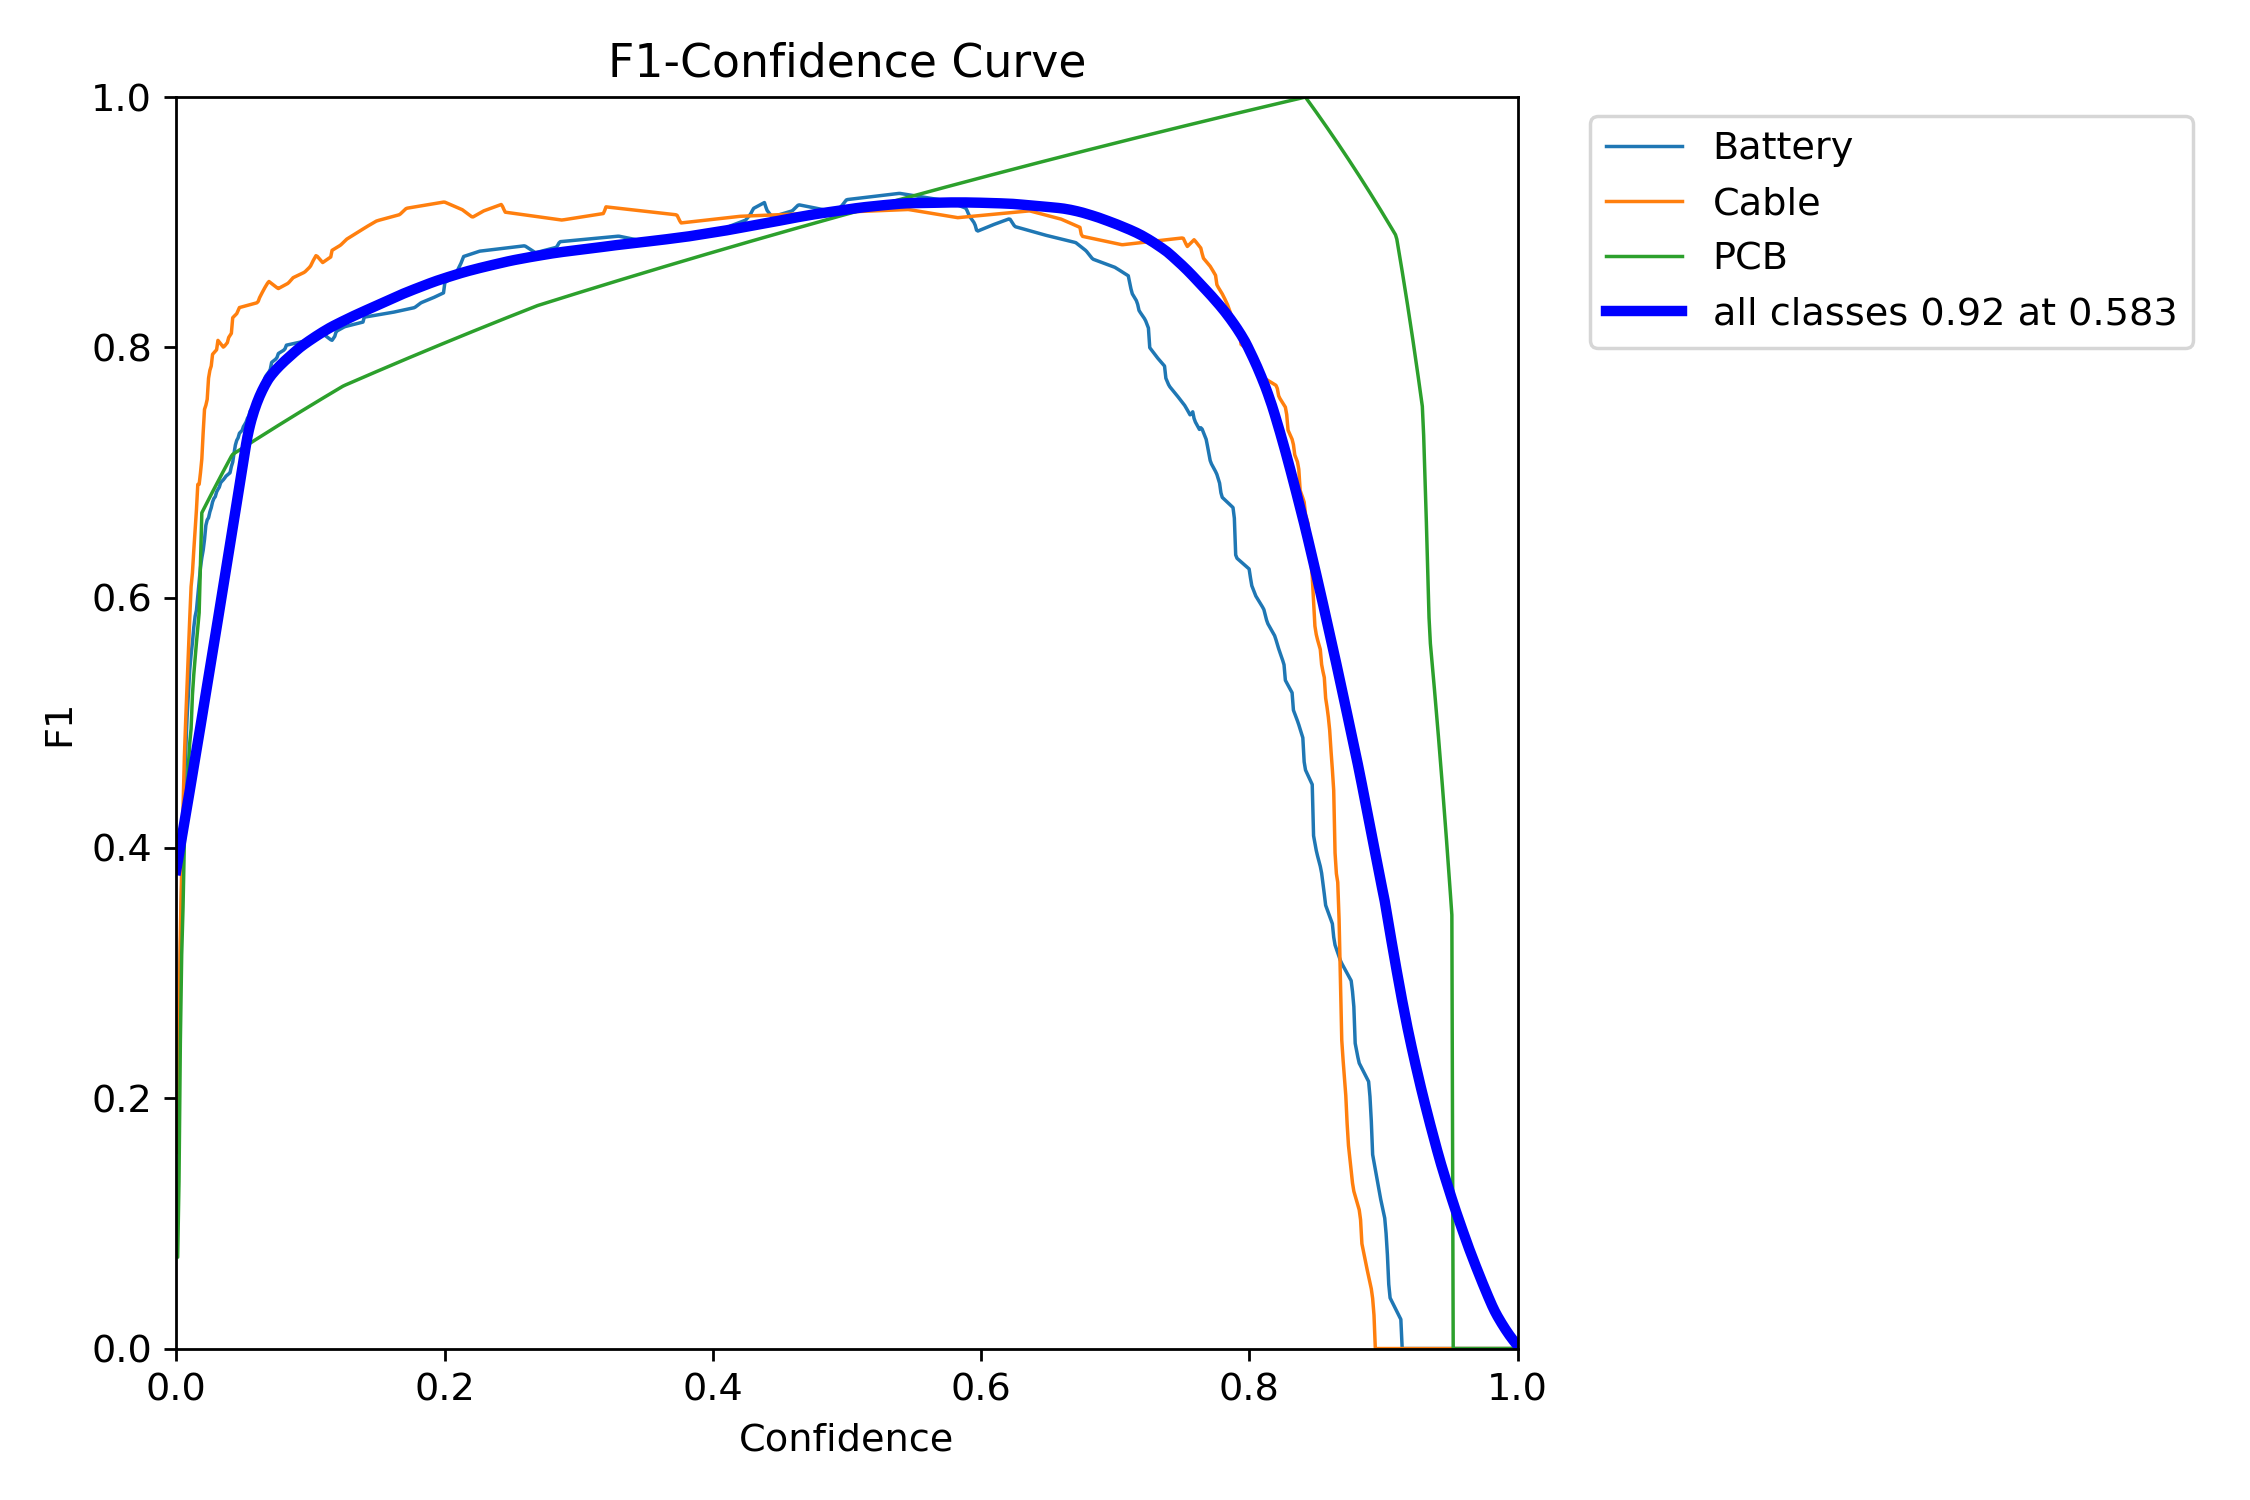 F1-Confidence Curve
1.0
0.8
0.6
0.4
0.2
0.0
F1
0.0 0.2 0.4 0.6 0.8 1.0
Confidence
Battery
Cable
PCB
all classes 0.92 at 0.583